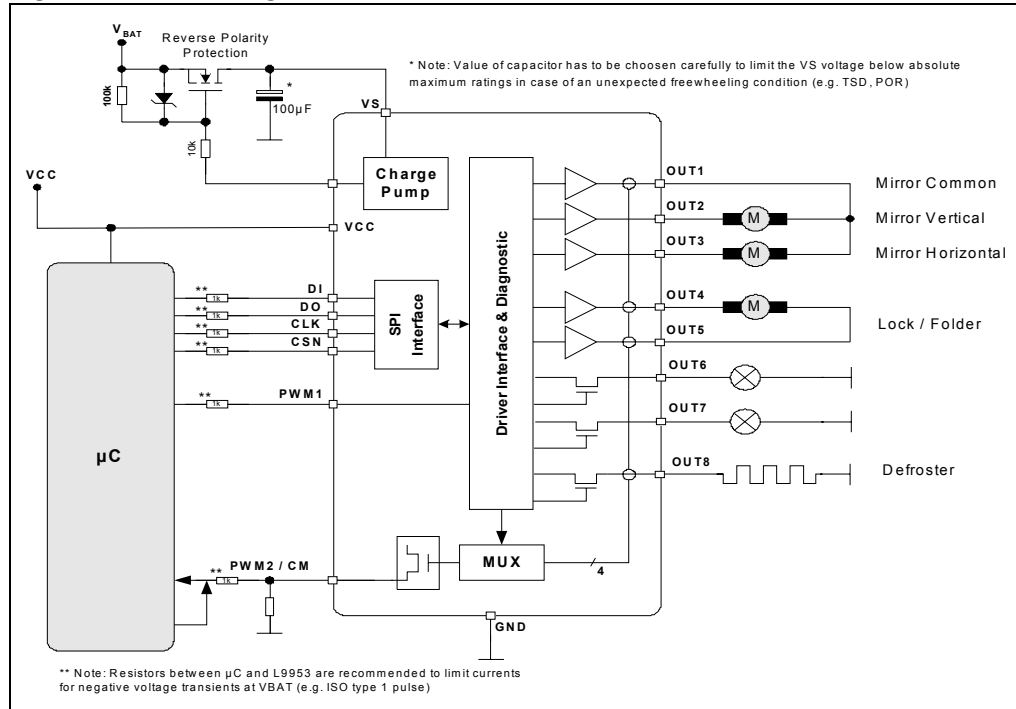 VBAT
Reverse Polarity
Protection
* Note: Value of capacitor has to be choosen carefully to limit the VS voltage below absolute
maximum ratings in case of an unexpected freewheeling condition (e.g. TSD, POR)
100k
*
100µF
10k
VS
VCC
Charge
Pump
VCC
OUT1
Mirror Common
OUT2
M
Mirror Vertical
OUT3
M
Mirror Horizontal
µC
** 1k DI
** 1k DO
** 1k CLK
** 1k CSN
SPI
Interface
Driver Interface & Diagnostic
OUT4
M
OUT5
Lock / Folder
OUT6
** 1k PWM1
OUT7
OUT8
Defroster
** 1k PWM2 / CM
MUX
4
GND
** Note: Resistors between µC and L9953 are recommended to limit currents
for negative voltage transients at VBAT (e.g. ISO type 1 pulse)